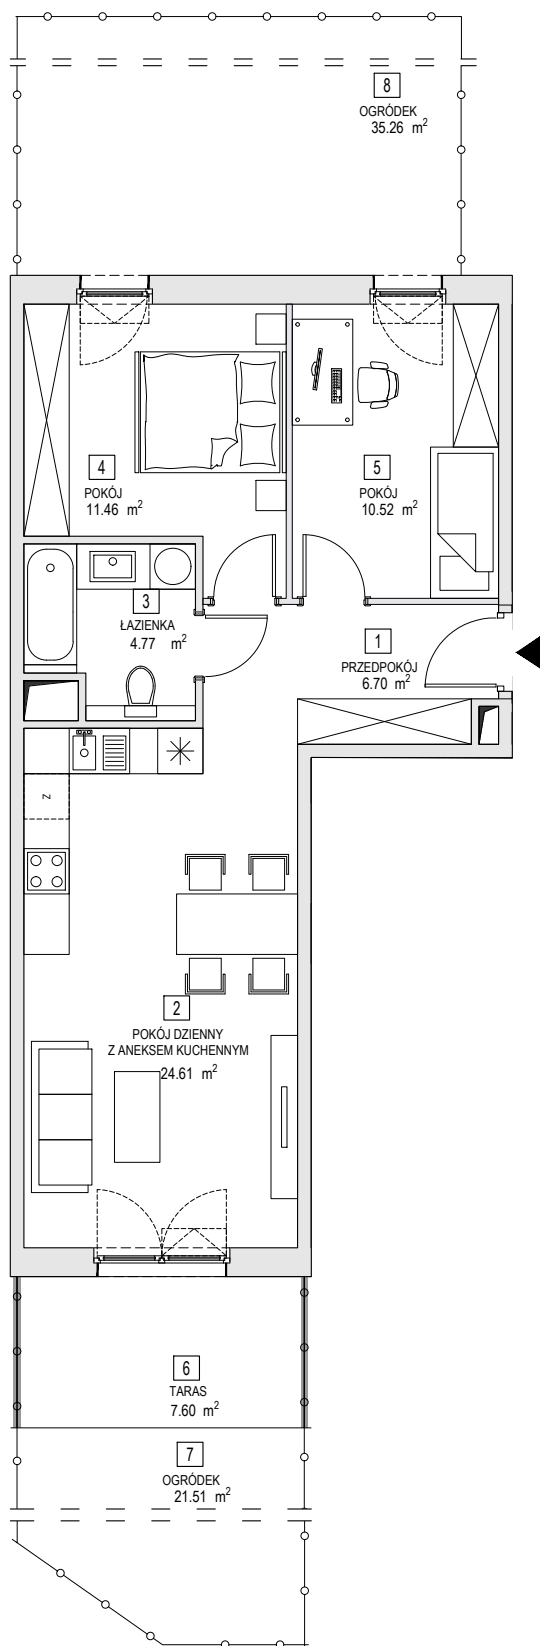 8
OGRÓDEK
35.26 m²
4
POKÓJ
11.46 m²
5
POKÓJ
10.52 m²
3
ŁAZIENKA
4.77 m²
1
PRZEDPOKÓJ
6.70 m²
Z
2
POKÓJ DZIENNY
Z ANEKSEM KUCHENNYM
24.61 m²
6
TARAS
7.60 m²
7
OGRÓDEK
21.51 m²